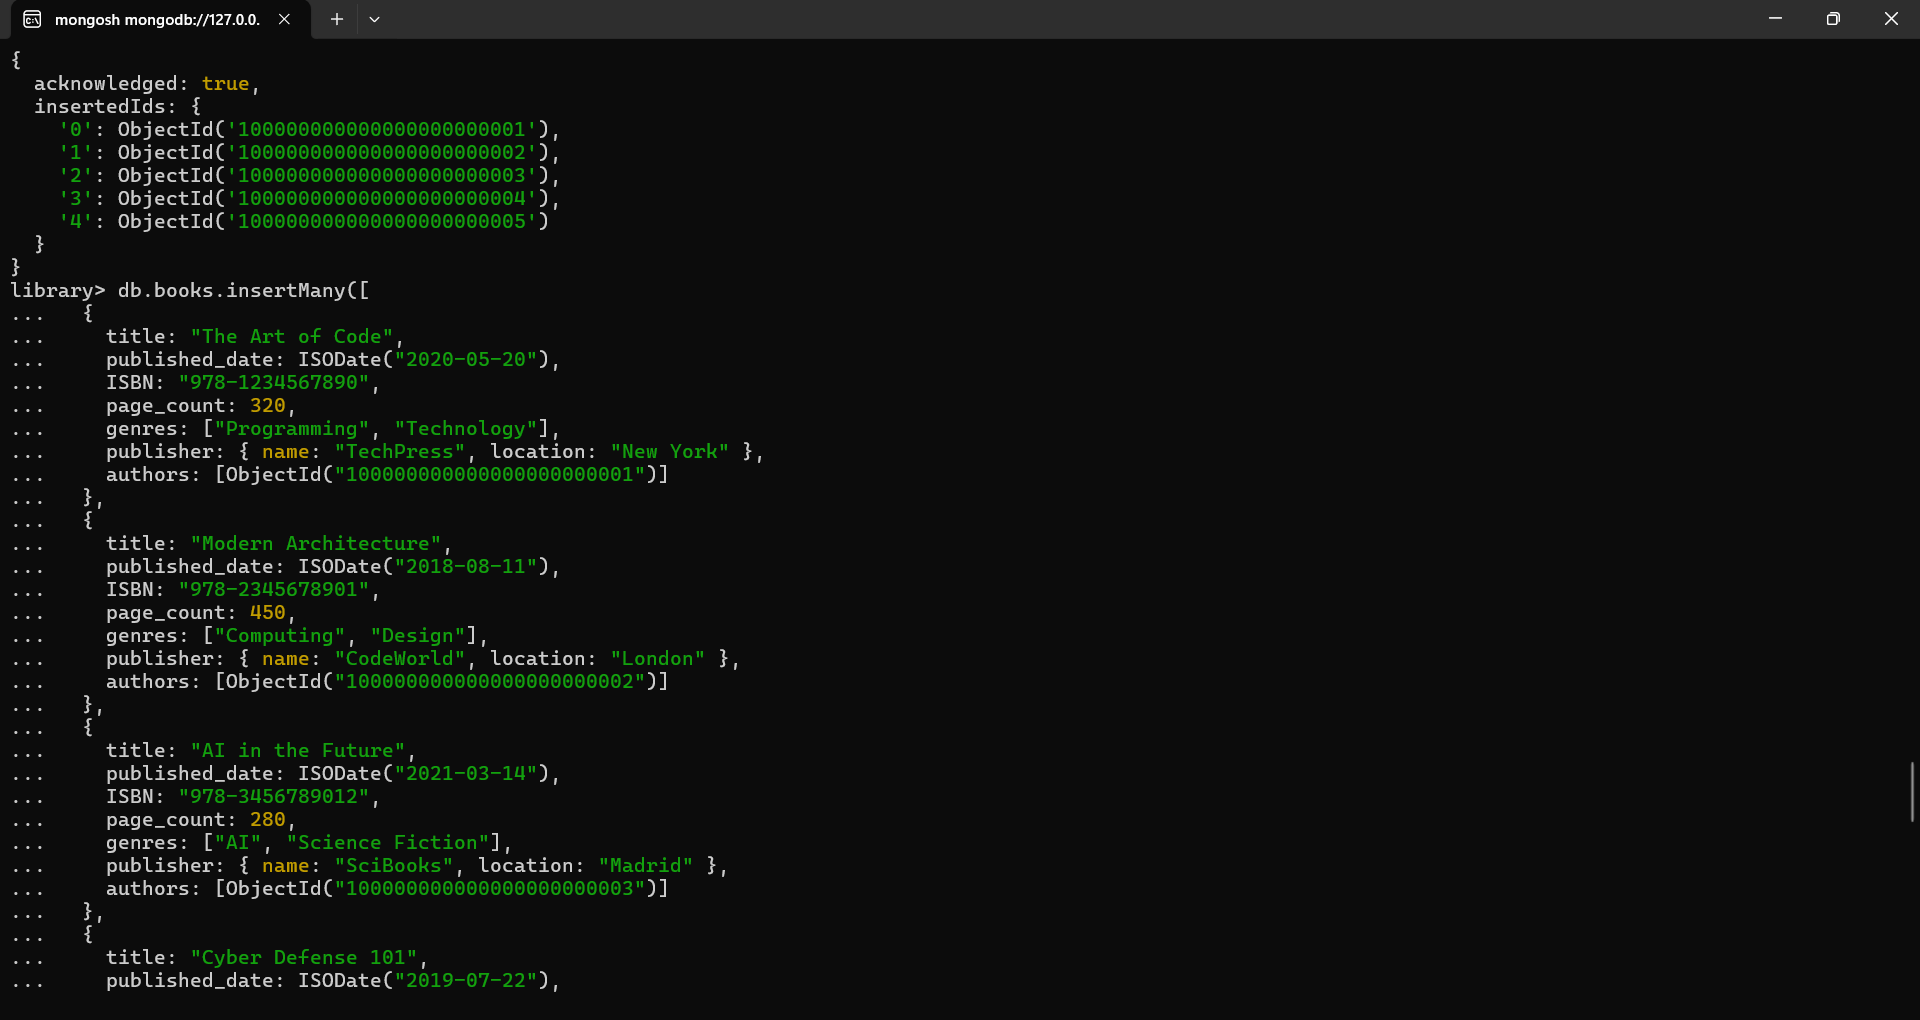 mongosh mongodb://127.0.0.
{
  acknowledged: true,
  insertedIds: {
    '0': ObjectId('100000000000000000000001'),
    '1': ObjectId('100000000000000000000002'),
    '2': ObjectId('100000000000000000000003'),
    '3': ObjectId('100000000000000000000004'),
    '4': ObjectId('100000000000000000000005')
  }
}
library> db.books.insertMany([
...   {
...     title: "The Art of Code",
...     published_date: ISODate("2020-05-20"),
...     ISBN: "978-1234567890",
...     page_count: 320,
...     genres: ["Programming", "Technology"],
...     publisher: { name: "TechPress", location: "New York" },
...     authors: [ObjectId("100000000000000000000001")]
...   },
...   {
...     title: "Modern Architecture",
...     published_date: ISODate("2018-08-11"),
...     ISBN: "978-2345678901",
...     page_count: 450,
...     genres: ["Computing", "Design"],
...     publisher: { name: "CodeWorld", location: "London" },
...     authors: [ObjectId("100000000000000000000002")]
...   },
...   {
...     title: "AI in the Future",
...     published_date: ISODate("2021-03-14"),
...     ISBN: "978-3456789012",
...     page_count: 280,
...     genres: ["AI", "Science Fiction"],
...     publisher: { name: "SciBooks", location: "Madrid" },
...     authors: [ObjectId("100000000000000000000003")]
...   },
...   {
...     title: "Cyber Defense 101",
...     published_date: ISODate("2019-07-22"),